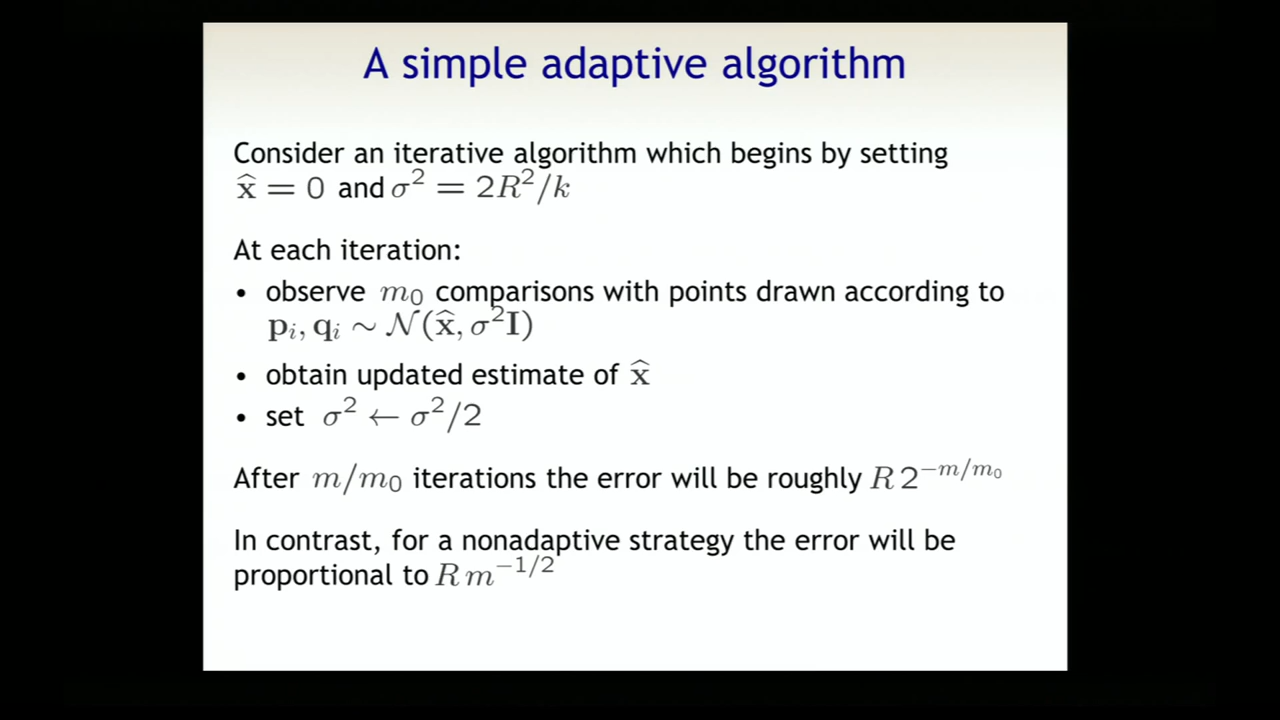 A simple adaptive algorithm
Consider an iterative algorithm which begins by setting
x̂ = 0 and σ² = 2R²/k
At each iteration:
• observe m₀ comparisons with points drawn according to
pᵢ, qᵢ ∼ 𝒩(x̂, σ²I)
• obtain updated estimate of x̂
• set σ² ← σ²/2
After m/m₀ iterations the error will be roughly R 2^{−m/m₀}
In contrast, for a nonadaptive strategy the error will be
proportional to R m^{−1/2}